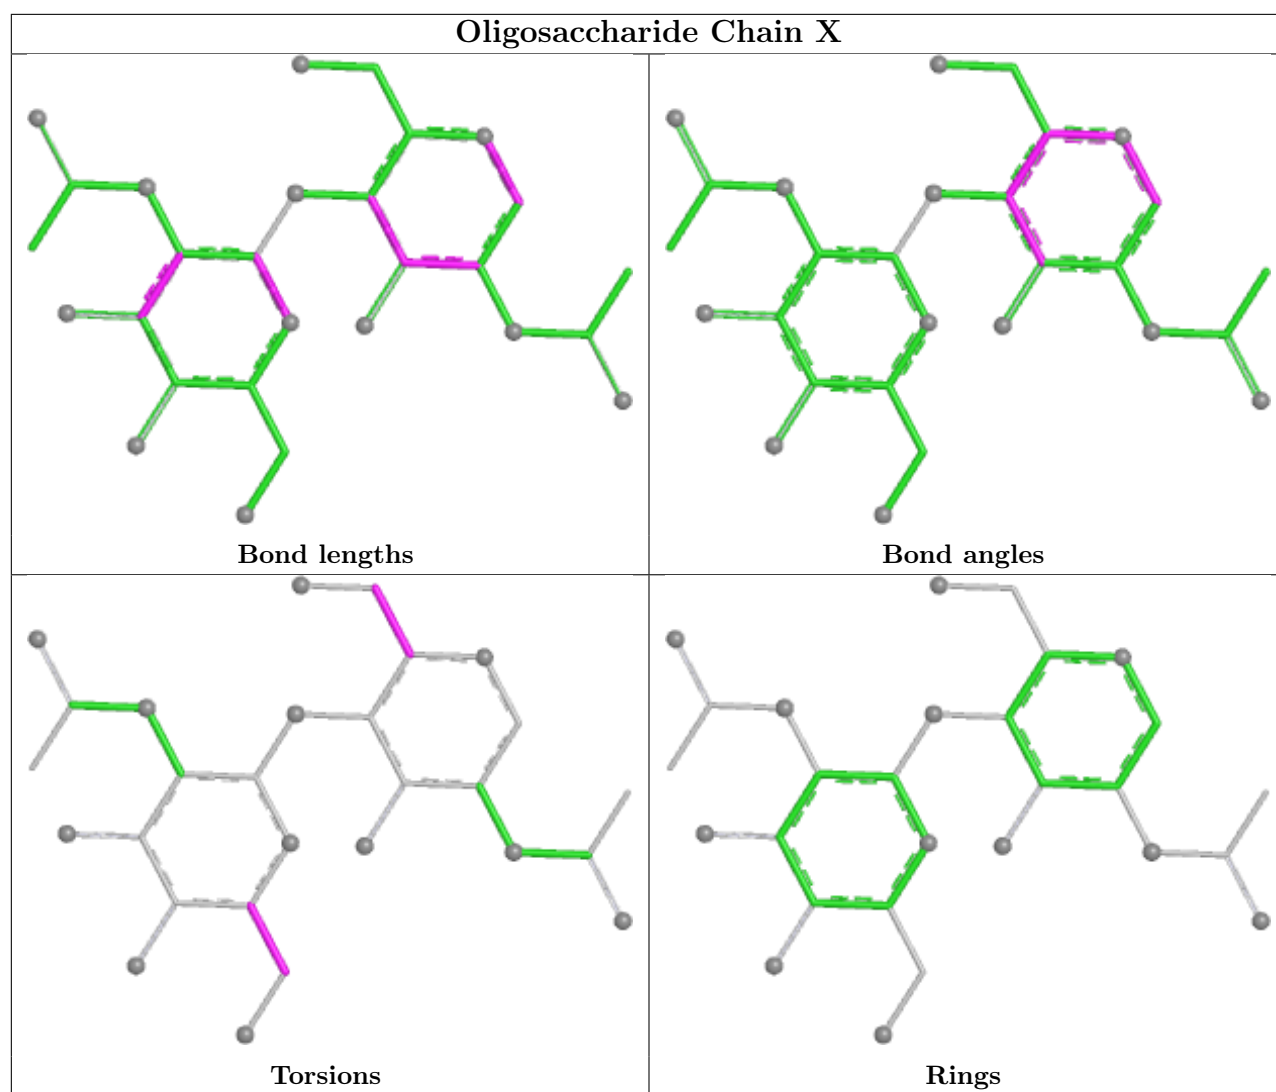 Oligosaccharide Chain X
Bond lengths
Bond angles
Torsions
Rings